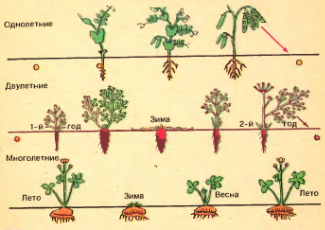 Однолетние
Двулетние
1-й год
Зима
2-й год
Многолетние
Лето
Зима
Весна
Лето